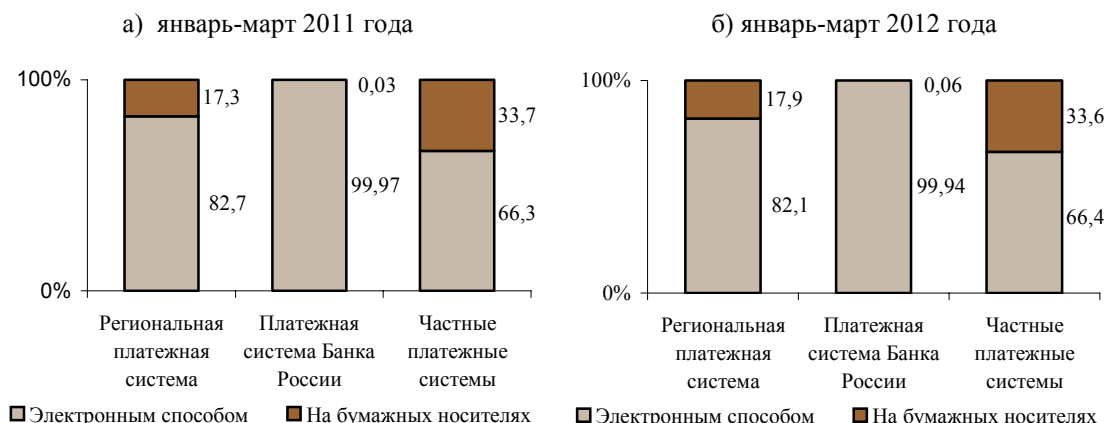 а) январь-март 2011 года
100%
17,3
0,03
33,7
82,7
99,97
66,3
0%
Региональная
платежная
система
Платежная
система Банка
России
Частные
платежные
системы
Электронным способом
На бумажных носителях
б) январь-март 2012 года
100%
17,9
0,06
33,6
82,1
99,94
66,4
0%
Региональная
платежная
система
Платежная
система Банка
России
Частные
платежные
системы
Электронным способом
На бумажных носителях